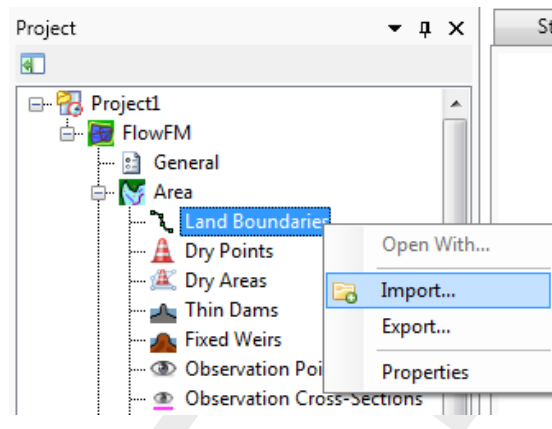 Project
St
Project1
FlowFM
General
Area
Land Boundaries
Open With...
Dry Points
Dry Areas
Import...
Thin Dams
Export...
Fixed Weirs
Observation Poi
Properties
Observation Cross-Sections